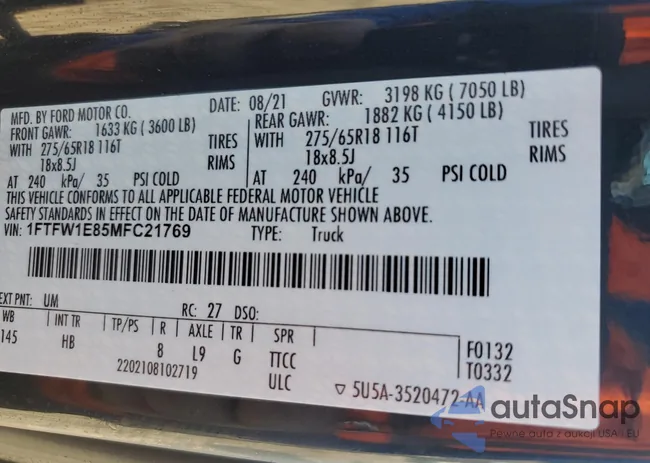 MFD. BY FORD MOTOR CO.
DATE: 08/21 GVWR: 3198 KG ( 7050 LB)
FRONT GAWR: 1633 KG ( 3600 LB) REAR GAWR: 1882 KG ( 4150 LB)
WITH 275/65R18 116T TIRES WITH 275/65R18 116T TIRES
18x8.5J RIMS 18x8.5J RIMS
AT 240 kPa/ 35 PSI COLD AT 240 kPa/ 35 PSI COLD
THIS VEHICLE CONFORMS TO ALL APPLICABLE FEDERAL MOTOR VEHICLE
SAFETY STANDARDS IN EFFECT ON THE DATE OF MANUFACTURE SHOWN ABOVE.
VIN: 1FTFW1E85MFC21769 TYPE: Truck
EXT PNT: UM RC: 27 DSO:
WB INT TR TP/PS R AXLE TR SPR F0132
145 HB 8 L9 G TTCC T0332
2202108102719 ULC ▽ 5U5A-3520472-AA
autaSnap
Pewne auta z aukcji USA i EU